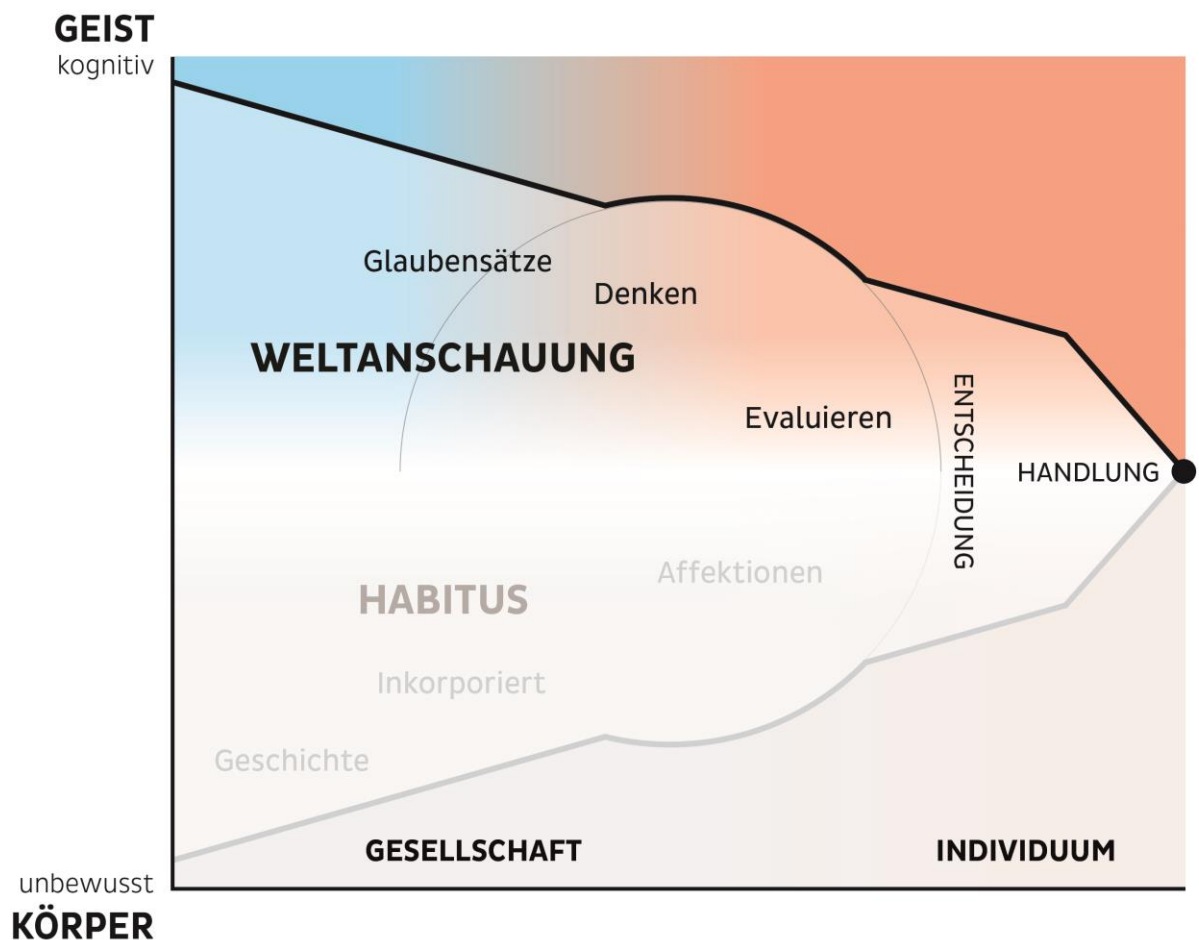 GEIST
kognitiv
Glaubensätze
Denken
WELTANSCHAUUNG
Evaluieren
ENTSCHEIDUNG
HANDLUNG
Affektionen
HABITUS
Inkorporiert
Geschichte
GESELLSCHAFT
INDIVIDUUM
unbewusst
KÖRPER